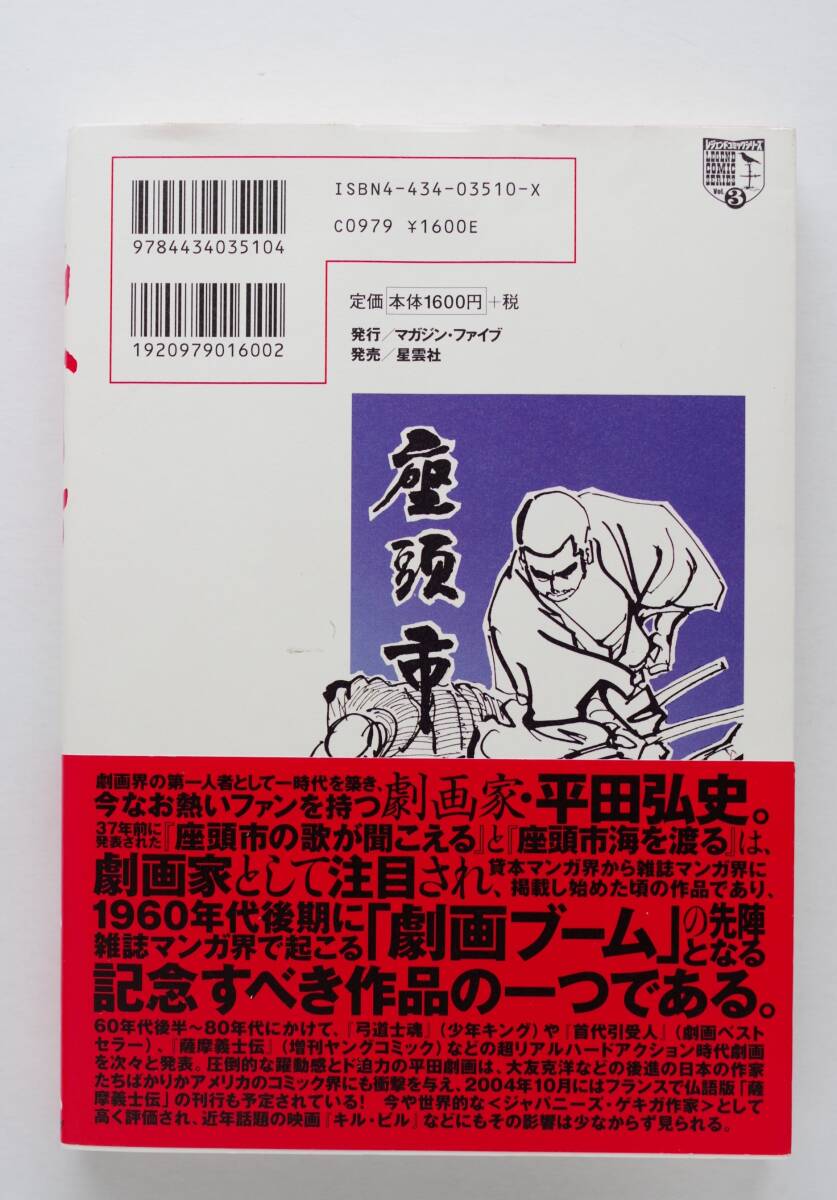 レジェンドコミックシリーズ
LEGEND
COMIC
SERIES
Vol. 3
ISBN4-434-03510-X
C0979 ¥1600E
9784434035104
1920979016002
定価 本体1600円 +税
発行/マガジン・ファイブ
発売/星雲社
座頭市
劇画界の第一人者として一時代を築き、
今なお熱いファンを持つ劇画家・平田弘史。
37年前に発表された『座頭市の歌が聞こえる』と『座頭市海を渡る』は、
劇画家として注目され、貸本マンガ界から雑誌マンガ界に掲載し始めた頃の作品であり、
1960年代後期に雑誌マンガ界で起こる「劇画ブーム」の先陣となる
記念すべき作品の一つである。
60年代後半〜80年代にかけて、『弓道士魂』(少年キング)や『首代引受人』(劇画ベスト
セラー)、『薩摩義士伝』(増刊ヤングコミック)などの超リアルハードアクション時代劇画
を次々と発表。圧倒的な躍動感とド迫力の平田劇画は、大友克洋などの後進の日本の作家
たちばかりかアメリカのコミック界にも衝撃を与え、2004年10月にはフランスで仏語版「薩
摩義士伝」の刊行も予定されている! 今や世界的な<ジャパニーズ・ゲキガ作家>として
高く評価され、近年話題の映画『キル・ビル』などにもその影響は少なからず見られる。